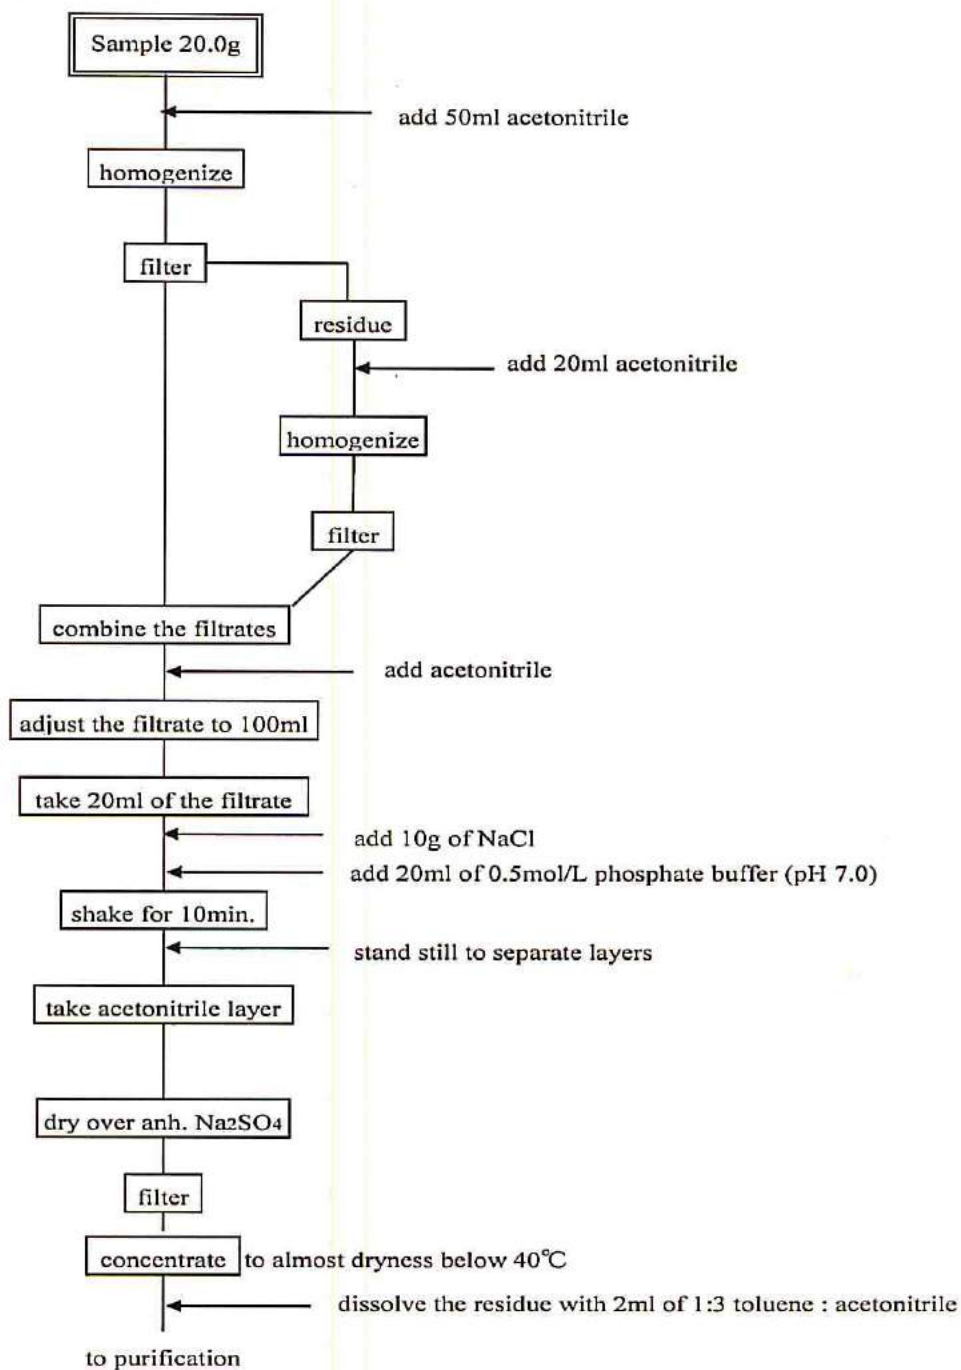 Sample 20.0g
add 50ml acetonitrile
homogenize
filter
residue
add 20ml acetonitrile
homogenize
filter
combine the filtrates
add acetonitrile
adjust the filtrate to 100ml
take 20ml of the filtrate
add 10g of NaCl
add 20ml of 0.5mol/L phosphate buffer (pH 7.0)
shake for 10min.
stand still to separate layers
take acetonitrile layer
dry over anh. Na2SO4
filter
concentrate to almost dryness below 40℃
dissolve the residue with 2ml of 1:3 toluene : acetonitrile
to purification